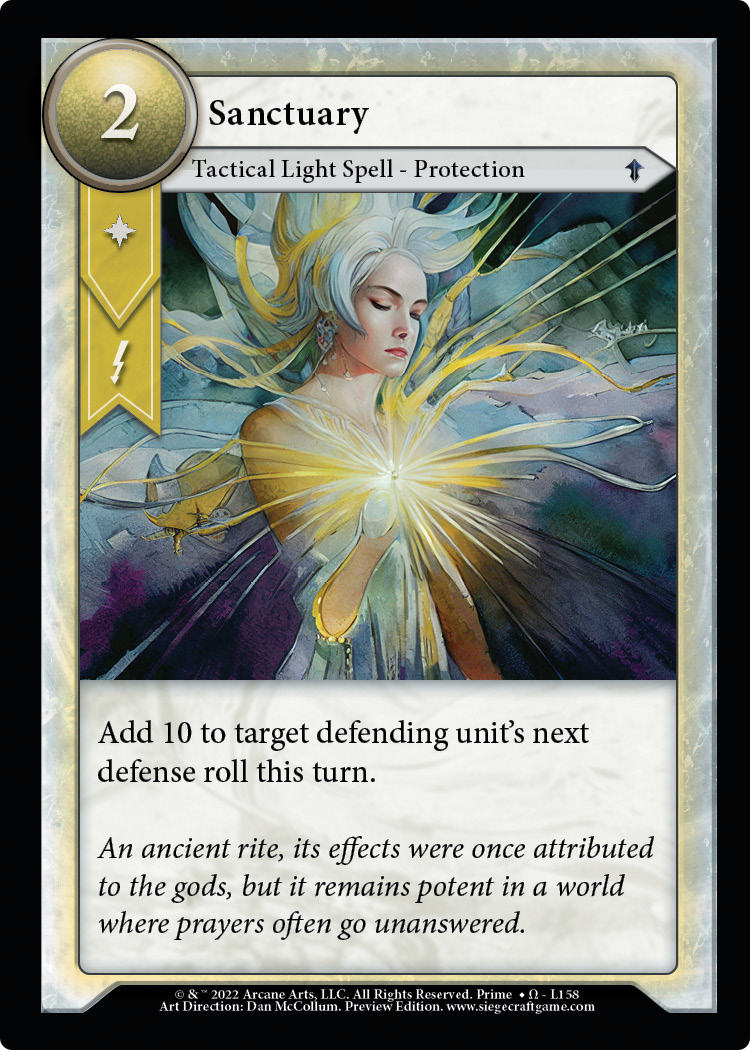 2
Sanctuary
Tactical Light Spell - Protection
Add 10 to target defending unit's next
defense roll this turn.
An ancient rite, its effects were once attributed
to the gods, but it remains potent in a world
where prayers often go unanswered.
© & ™ 2022 Arcane Arts, LLC. All Rights Reserved. Prime ⬥ Ω - L158
Art Direction: Dan McCollum. Preview Edition. www.siegecraftgame.com